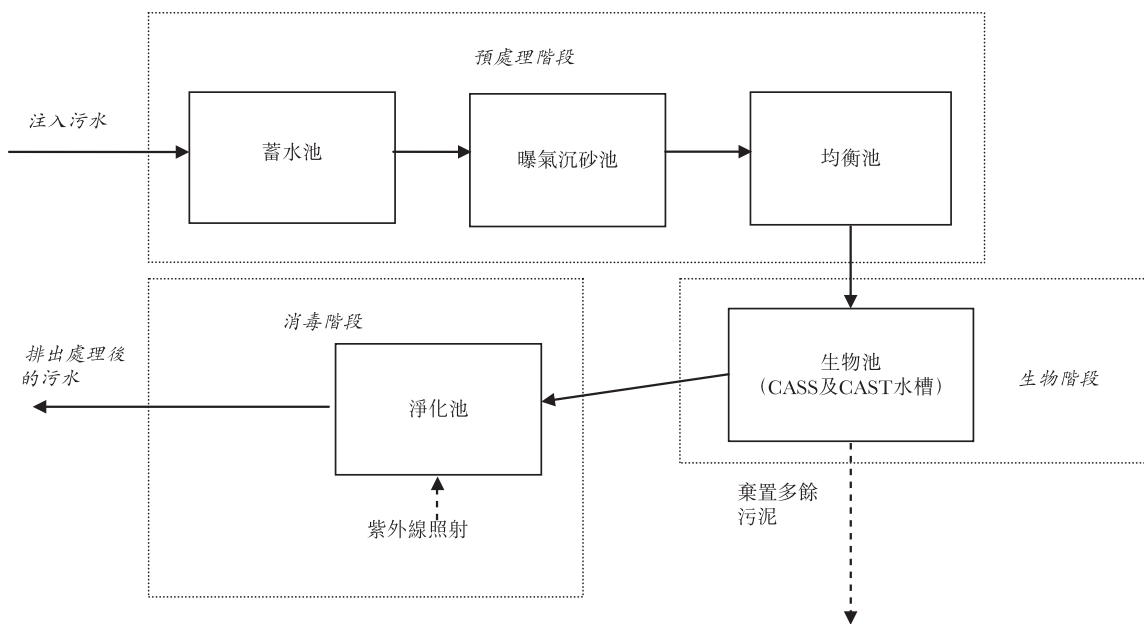 預處理階段
注入污水
蓄水池
曝氣沉砂池
均衡池
消毒階段
排出處理後
的污水
淨化池
生物池
（CASS及CAST水槽）
生物階段
紫外線照射
棄置多餘
污泥